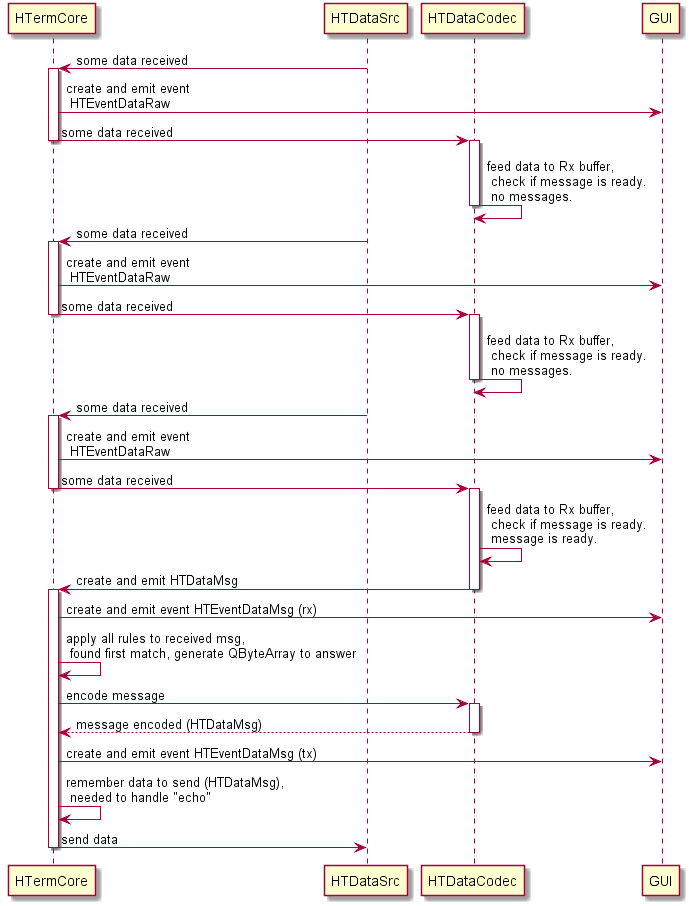 HTermCore
HTDataSrc
HTDataCodec
GUI
some data received
create and emit event
HTEventDataRaw
some data received
feed data to Rx buffer,
check if message is ready.
no messages.
some data received
create and emit event
HTEventDataRaw
some data received
feed data to Rx buffer,
check if message is ready.
no messages.
some data received
create and emit event
HTEventDataRaw
some data received
feed data to Rx buffer,
check if message is ready.
message is ready.
create and emit HTDataMsg
create and emit event HTEventDataMsg (rx)
apply all rules to received msg,
found first match, generate QByteArray to answer
encode message
message encoded (HTDataMsg)
create and emit event HTEventDataMsg (tx)
remember data to send (HTDataMsg),
needed to handle "echo"
send data
HTermCore
HTDataSrc
HTDataCodec
GUI